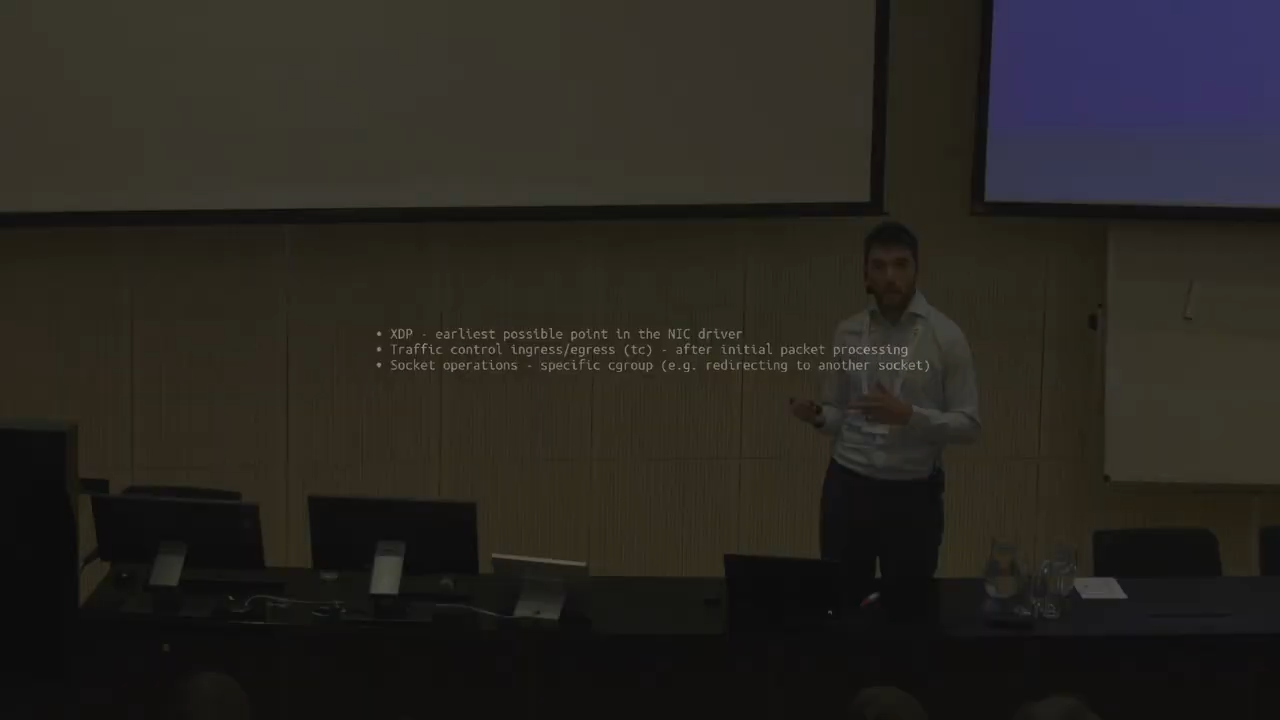 • XDP - earliest possible point in the NIC driver
• Traffic control ingress/egress (tc) - after initial packet processing
• Socket operations - specific cgroup (e.g. redirecting to another socket)